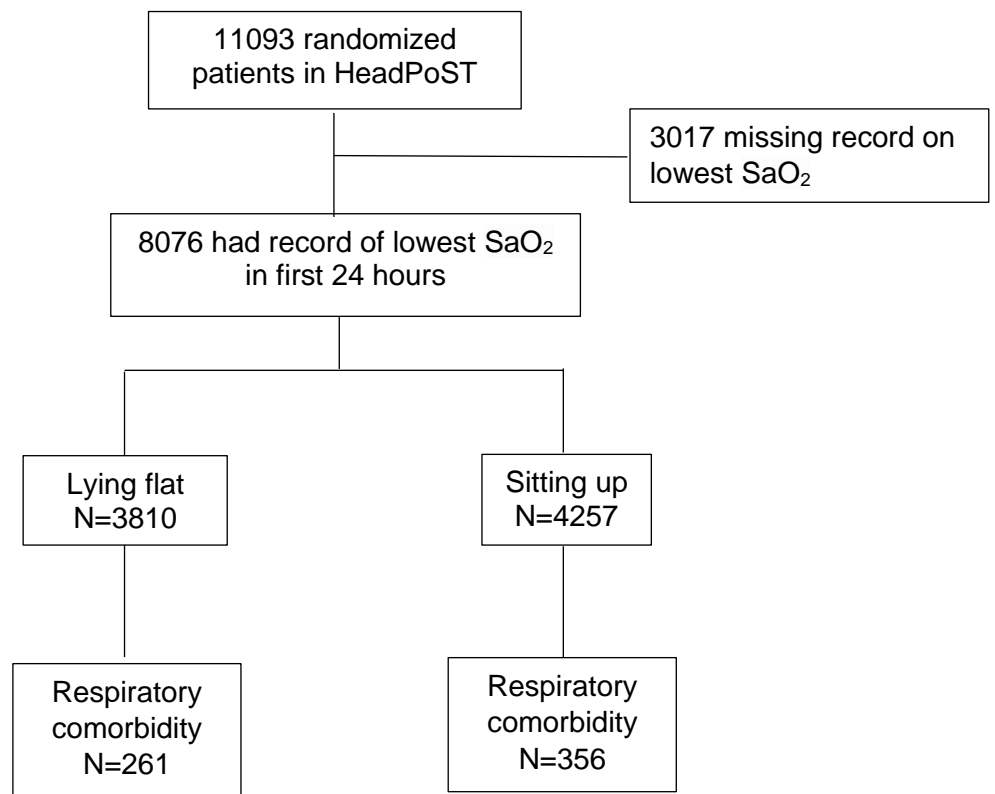 11093 randomized
patients in HeadPoST
3017 missing record on
lowest SaO₂
8076 had record of lowest SaO₂
in first 24 hours
Lying flat
N=3810
Sitting up
N=4257
Respiratory
comorbidity
N=261
Respiratory
comorbidity
N=356